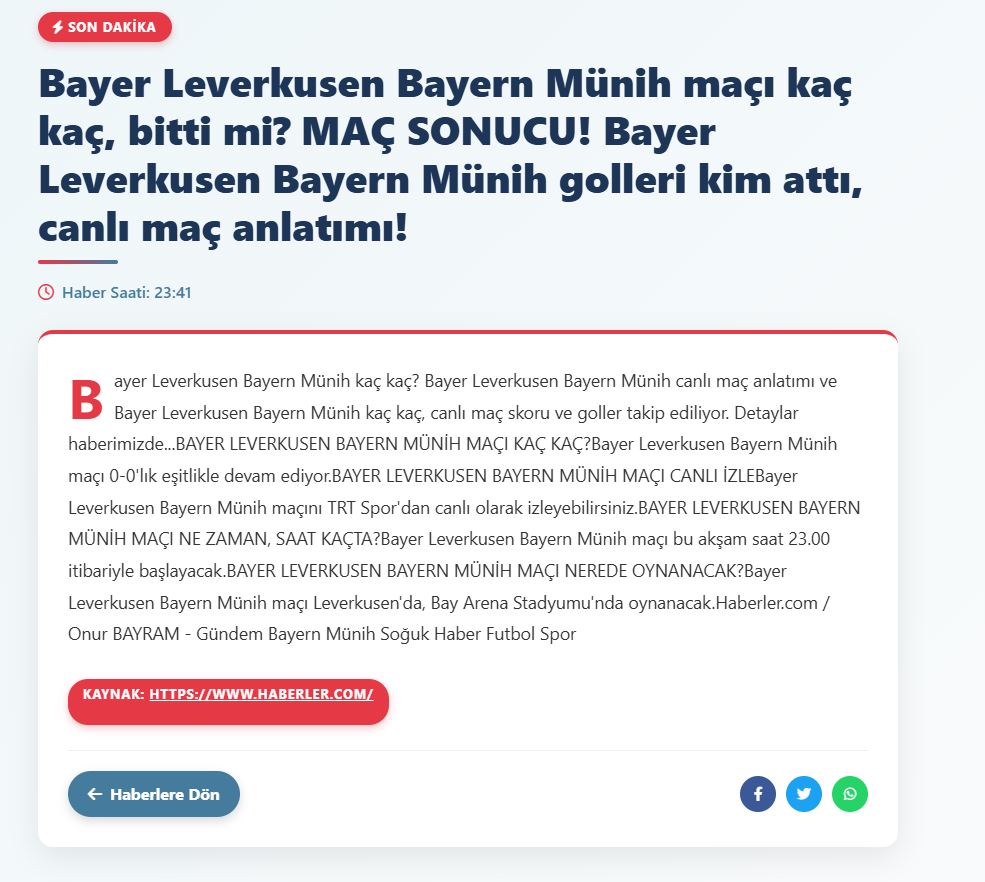 SON DAKİKA
Bayer Leverkusen Bayern Münih maçı kaç
kaç, bitti mi? MAÇ SONUCU! Bayer
Leverkusen Bayern Münih golleri kim attı,
canlı maç anlatımı!
Haber Saati: 23:41
Bayer Leverkusen Bayern Münih kaç kaç? Bayer Leverkusen Bayern Münih canlı maç anlatımı ve
Bayer Leverkusen Bayern Münih kaç kaç, canlı maç skoru ve goller takip ediliyor. Detaylar
haberimizde...BAYER LEVERKUSEN BAYERN MÜNİH MAÇI KAÇ KAÇ?Bayer Leverkusen Bayern Münih
maçı 0-0'lık eşitlikle devam ediyor.BAYER LEVERKUSEN BAYERN MÜNİH MAÇI CANLI İZLEBayer
Leverkusen Bayern Münih maçını TRT Spor'dan canlı olarak izleyebilirsiniz.BAYER LEVERKUSEN BAYERN
MÜNİH MAÇI NE ZAMAN, SAAT KAÇTA?Bayer Leverkusen Bayern Münih maçı bu akşam saat 23.00
itibariyle başlayacak.BAYER LEVERKUSEN BAYERN MÜNİH MAÇI NEREDE OYNANACAK?Bayer
Leverkusen Bayern Münih maçı Leverkusen'da, Bay Arena Stadyumu'nda oynanacak.Haberler.com /
Onur BAYRAM - Gündem Bayern Münih Soğuk Haber Futbol Spor
KAYNAK: HTTPS://WWW.HABERLER.COM/
Haberlere Dön